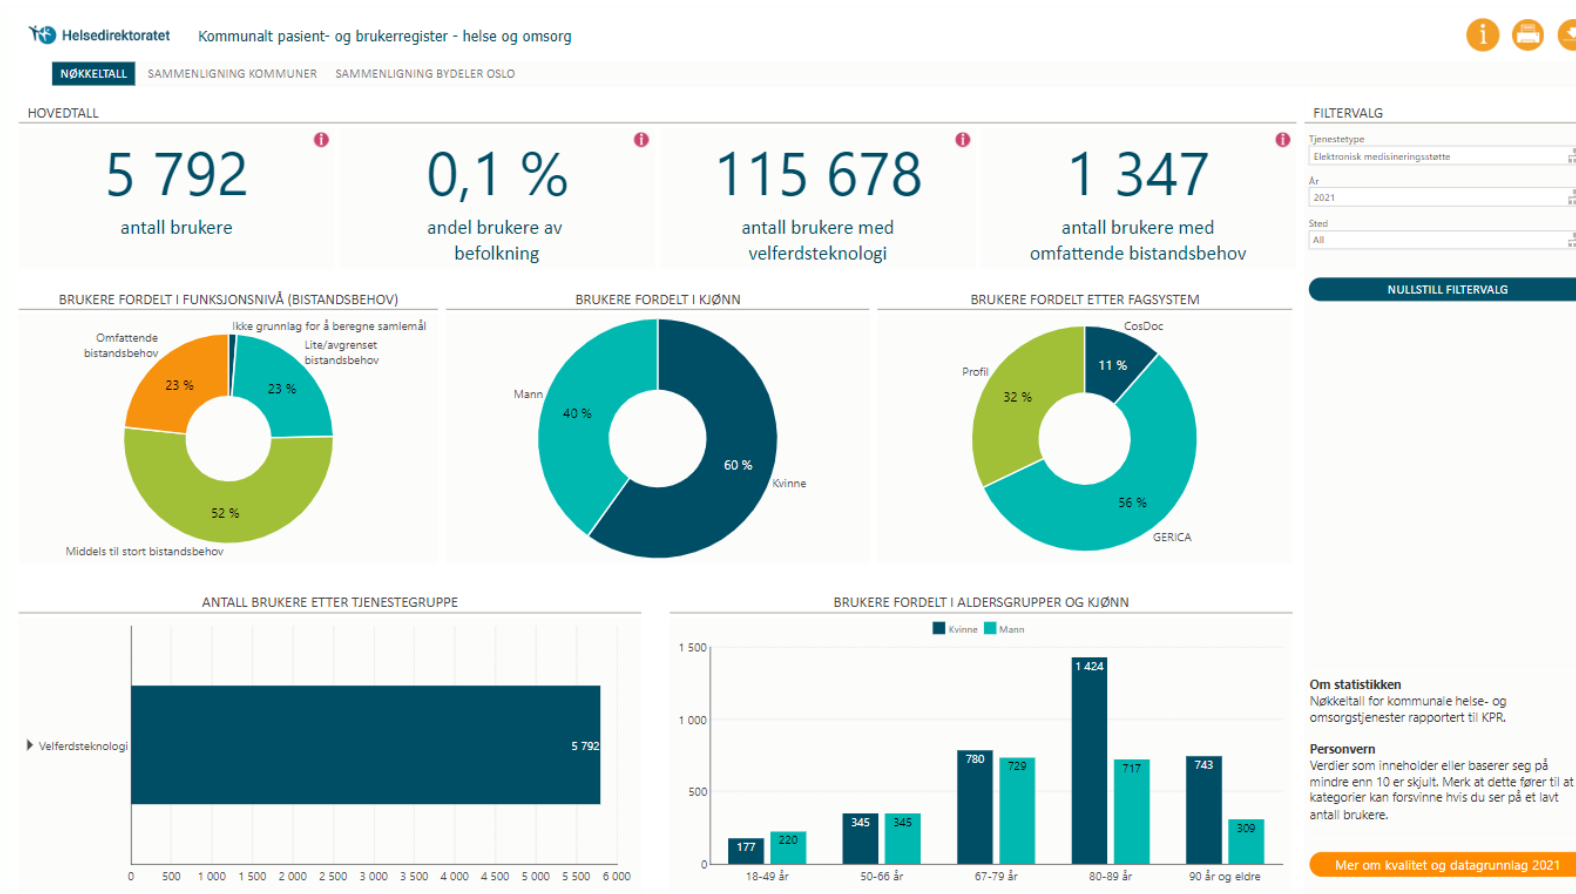 Helsedirektoratet
Kommunalt pasient- og brukerregister - helse og omsorg
NØKKELTALL
SAMMENLIGNING KOMMUNER
SAMMENLIGNING BYDELER OSLO
HOVEDTALL
5 792
antall brukere
0,1 %
andel brukere av
befolkning
115 678
antall brukere med
velferdsteknologi
1 347
antall brukere med
omfattende bistandsbehov
FILTERVALG
Tjenestetype
Elektronisk medisineringsstøtte
År
2021
Sted
All
NULLSTILL FILTERVALG
BRUKERE FORDELT I FUNKSJONSNIVÅ (BISTANDSBEHOV)
Ikke grunnlag for å beregne samlemål
Omfattende
bistandsbehov
Lite/avgrenset
bistandsbehov
23 %
23 %
52 %
Middels til stort bistandsbehov
BRUKERE FORDELT I KJØNN
Mann
40 %
60 %
Kvinne
BRUKERE FORDELT ETTER FAGSYSTEM
CosDoc
Profil
11 %
32 %
56 %
GERICA
ANTALL BRUKERE ETTER TJENESTEGRUPPE
Velferdsteknologi
5 792
0 500 1 000 1 500 2 000 2 500 3 000 3 500 4 000 4 500 5 000 5 500 6 000
BRUKERE FORDELT I ALDERSGRUPPER OG KJØNN
Kvinne Mann
1 500
1 000
500
0
177
220
345
345
780
729
1 424
717
743
309
18-49 år 50-66 år 67-79 år 80-89 år 90 år og eldre
Om statistikken
Nøkkeltall for kommunale helse- og
omsorgstjenester rapportert til KPR.
Personvern
Verdier som inneholder eller baserer seg på
mindre enn 10 er skjult. Merk at dette fører til at
kategorier kan forsvinne hvis du ser på et lavt
antall brukere.
Mer om kvalitet og datagrunnlag 2021